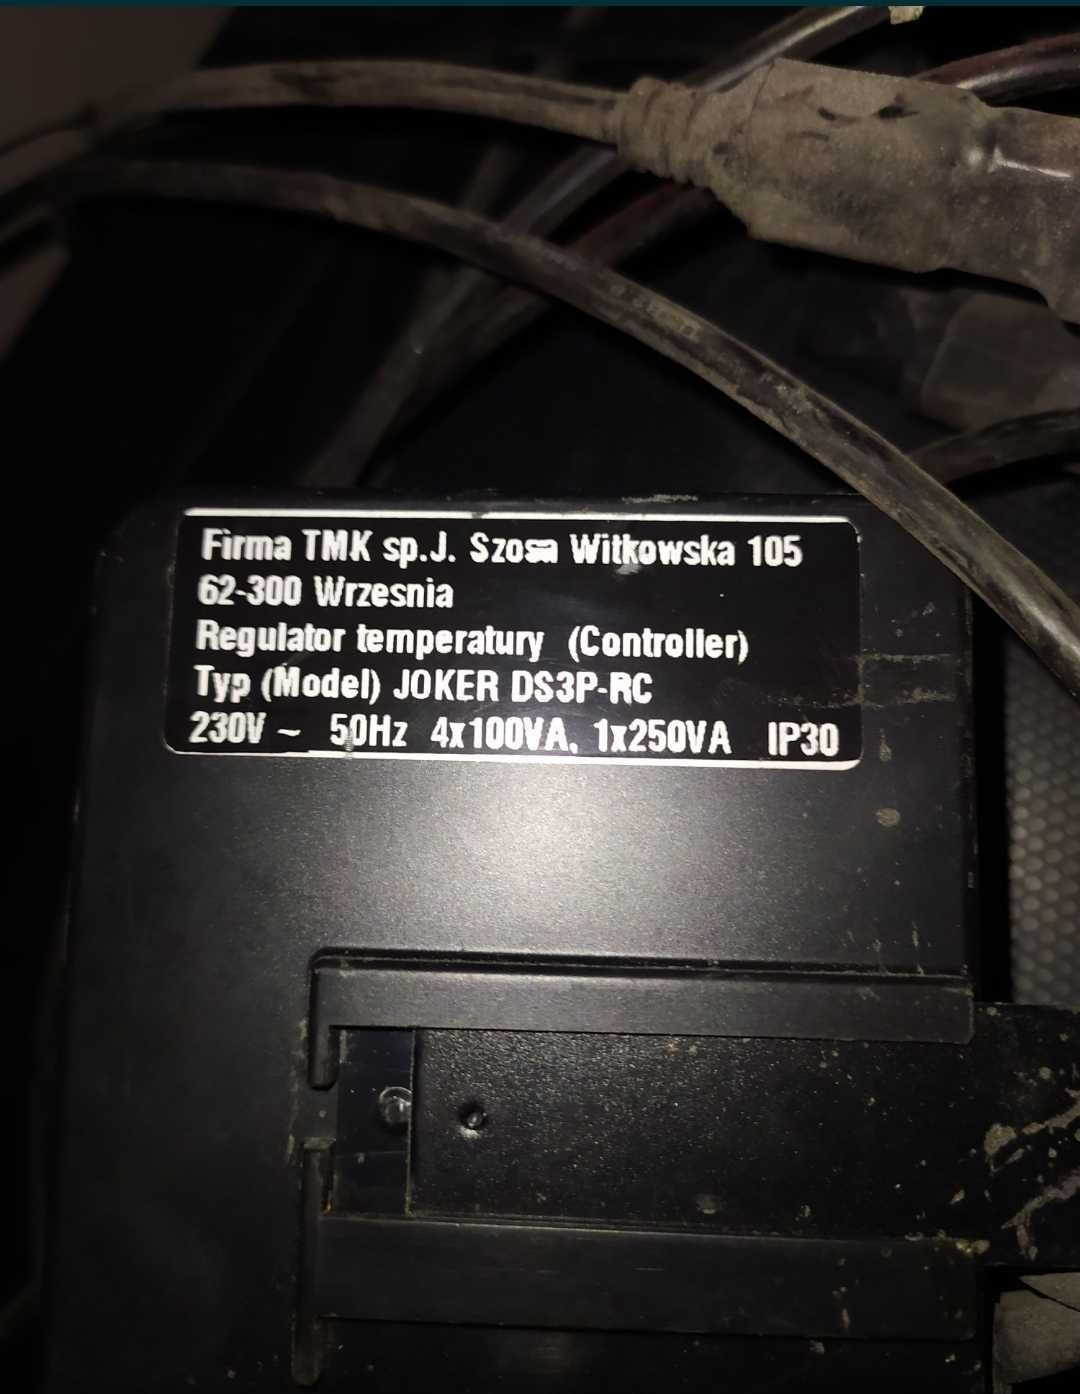 Firma TMK sp.J. Szosa Witkowska 105
62-300 Wrzesnia
Regulator temperatury (Controller)
Typ (Model) JOKER DS3P-RC
230V ~ 50Hz 4x100VA, 1x250VA IP30